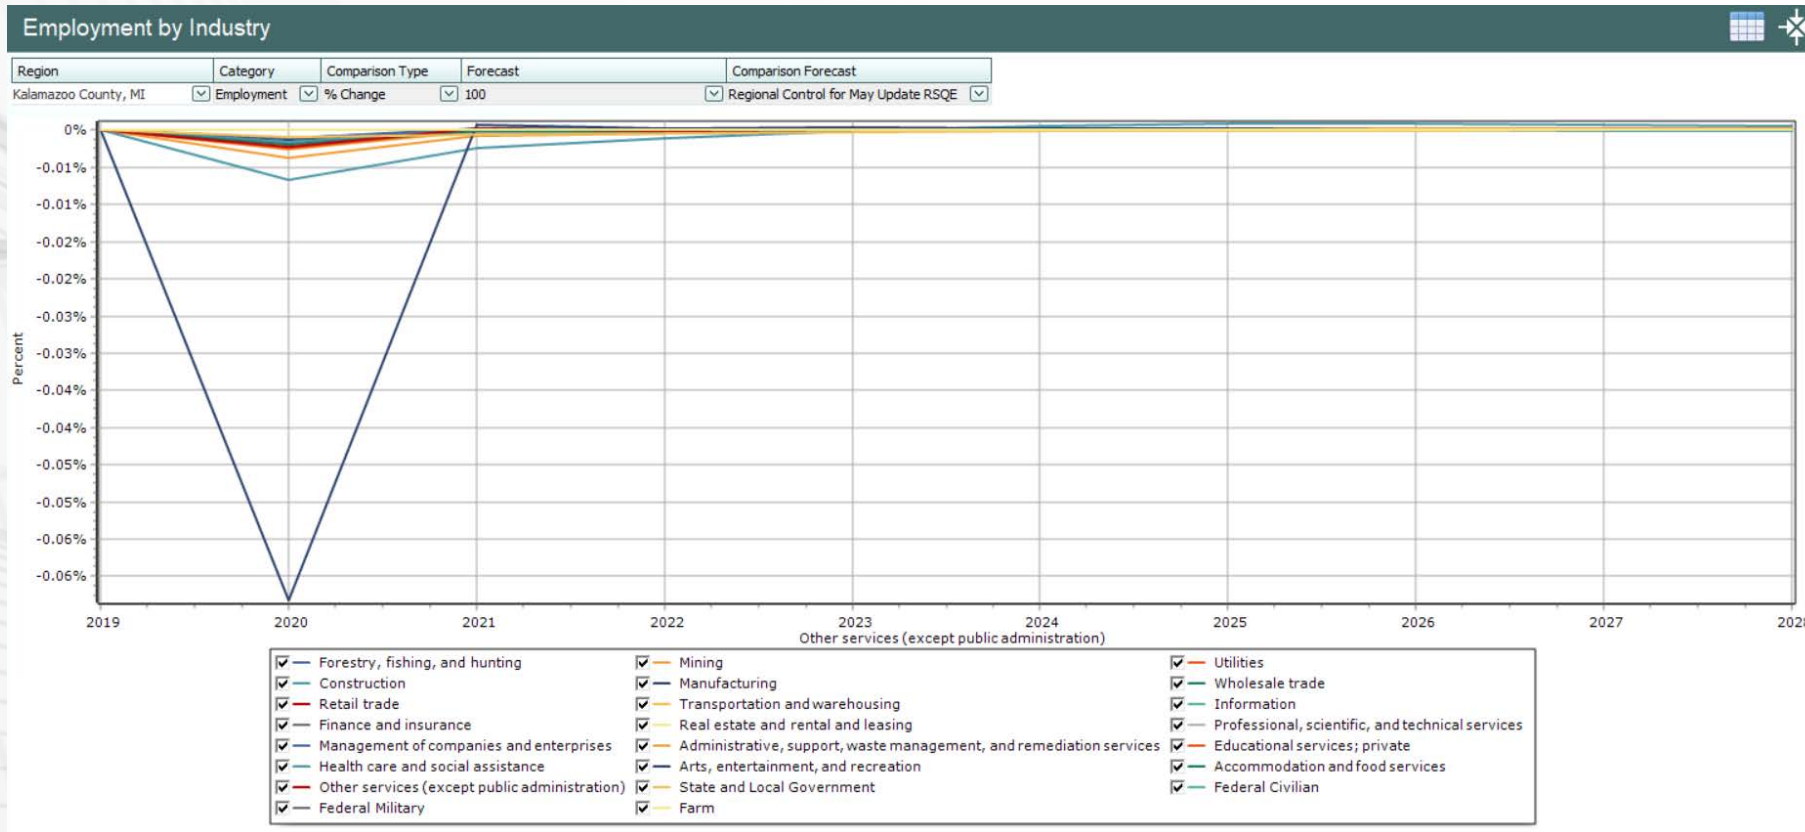 Employment by Industry
Region Category Comparison Type Forecast Comparison Forecast
Kalamazoo County, MI Employment % Change 100 Regional Control for May Update RSQE
0%
-0.01%
-0.01%
-0.02%
-0.02%
-0.03%
-0.03%
-0.04%
-0.04%
-0.05%
-0.05%
-0.06%
-0.06%
Percent
2019 2020 2021 2022 2023 2024 2025 2026 2027 2028
Other services (except public administration)
Forestry, fishing, and hunting Mining Utilities
Construction Manufacturing Wholesale trade
Retail trade Transportation and warehousing Information
Finance and insurance Real estate and rental and leasing Professional, scientific, and technical services
Management of companies and enterprises Administrative, support, waste management, and remediation services Educational services; private
Health care and social assistance Arts, entertainment, and recreation Accommodation and food services
Other services (except public administration) State and Local Government Federal Civilian
Federal Military Farm